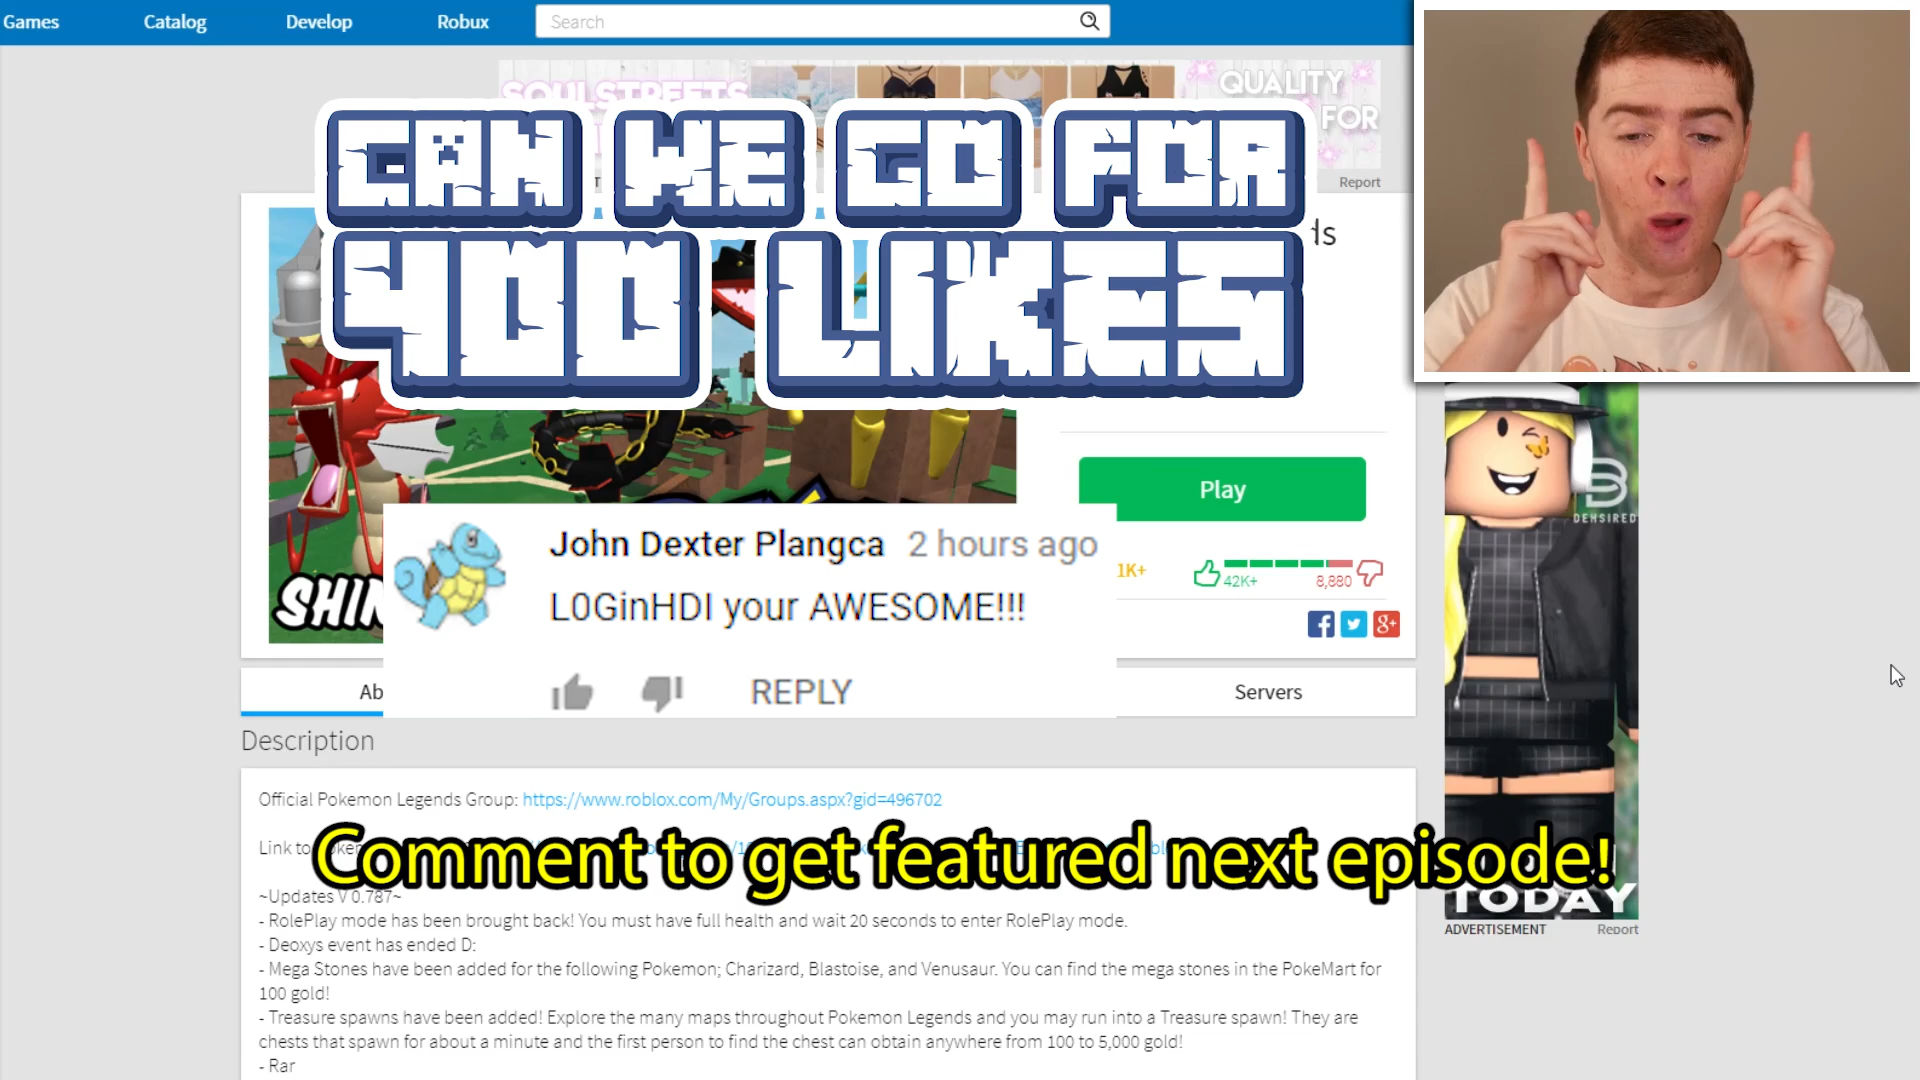 Games
Catalog
Develop
Robux
Search
SOULSTREETS
QUALITY
FOR
Report
CAN WE GO FOR
400 LIKES
ds
Play
John Dexter Plangca 2 hours ago
L0GinHDI your AWESOME!!!
REPLY
1K+
42K+
8,880
SHIN
DEHSIRED
Ab
Servers
Description
Official Pokemon Legends Group: https://www.roblox.com/My/Groups.aspx?gid=496702
Link to
Comment to get featured next episode!
~Updates V 0.787~
- RolePlay mode has been brought back! You must have full health and wait 20 seconds to enter RolePlay mode.
- Deoxys event has ended D:
- Mega Stones have been added for the following Pokemon; Charizard, Blastoise, and Venusaur. You can find the mega stones in the PokeMart for
100 gold!
- Treasure spawns have been added! Explore the many maps throughout Pokemon Legends and you may run into a Treasure spawn! They are
chests that spawn for about a minute and the first person to find the chest can obtain anywhere from 100 to 5,000 gold!
- Rar
TODAY
ADVERTISEMENT
Report